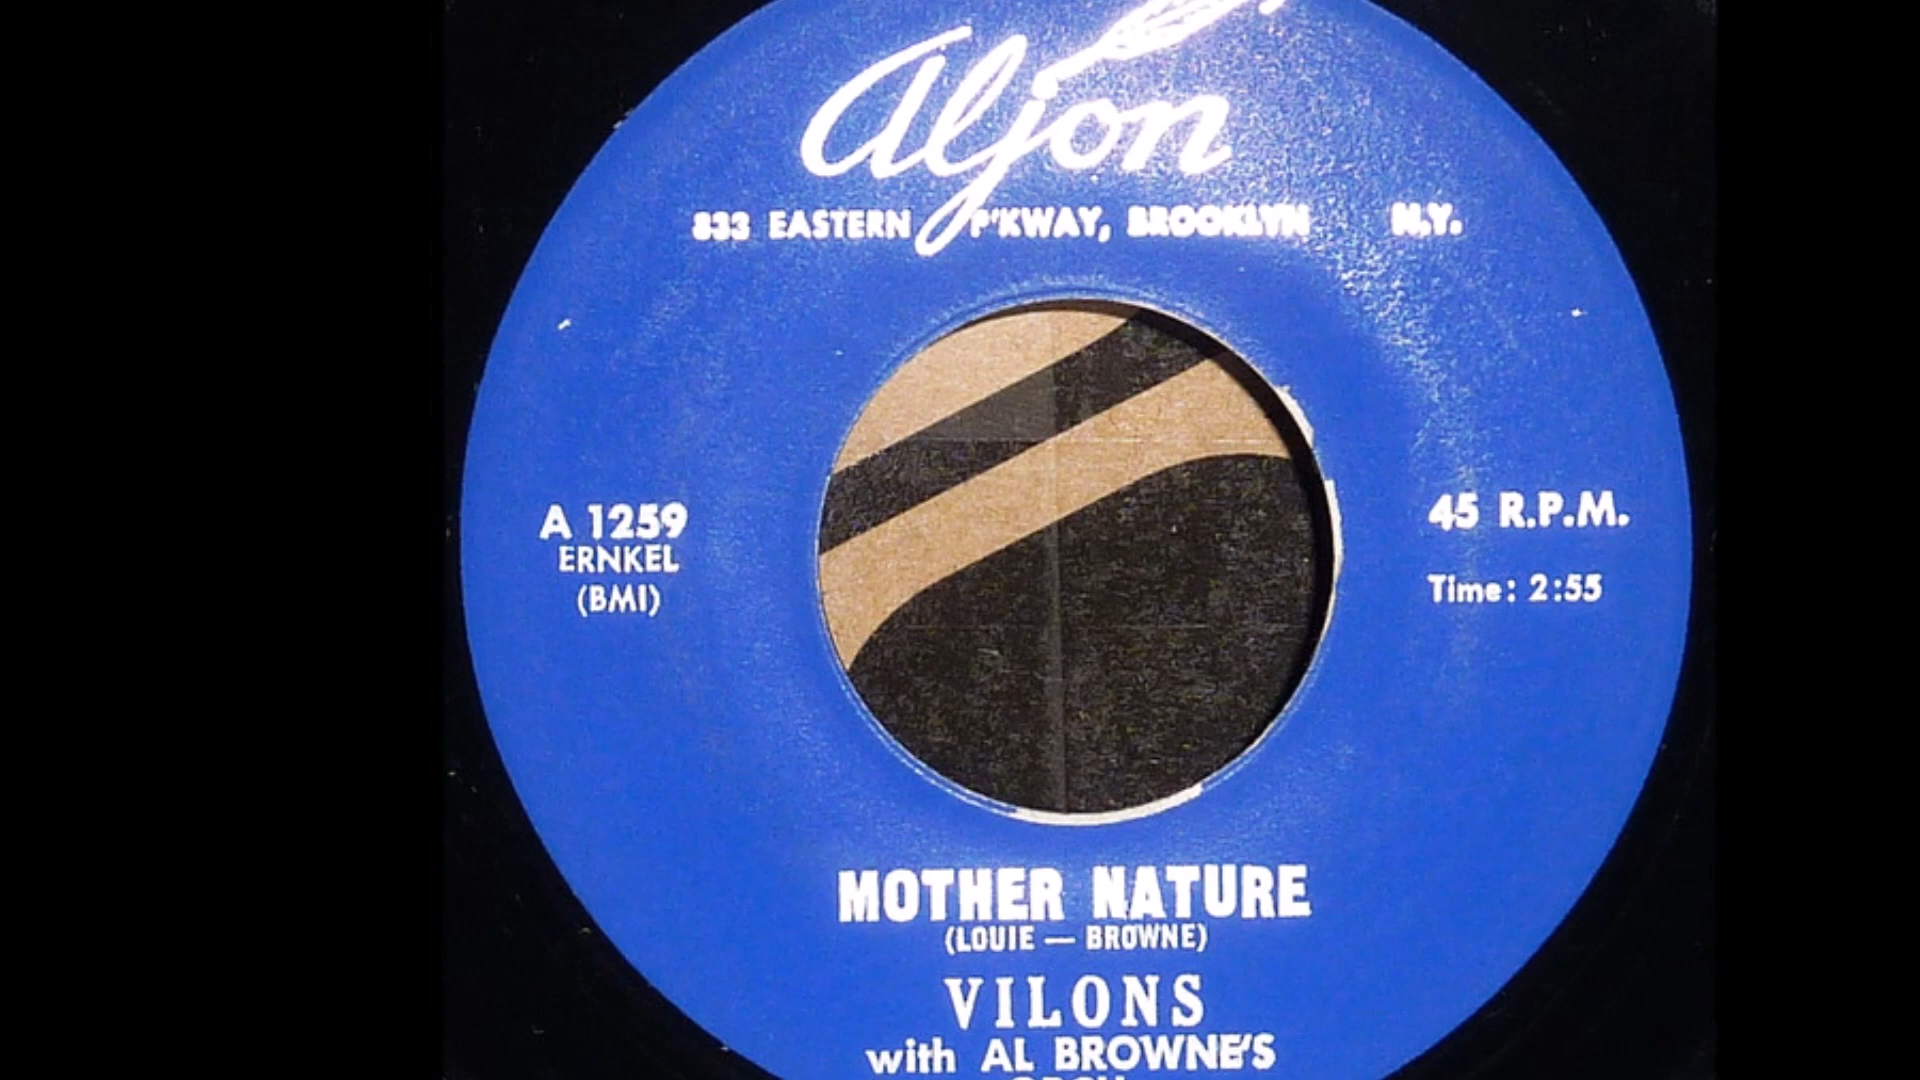 Aljon
833 EASTERN P'KWAY, BROOKLYN N.Y.
A 1259
ERNKEL
(BMI)
45 R.P.M.
Time: 2:55
MOTHER NATURE
(LOUIE — BROWNE)
VILONS
with AL BROWNE'S